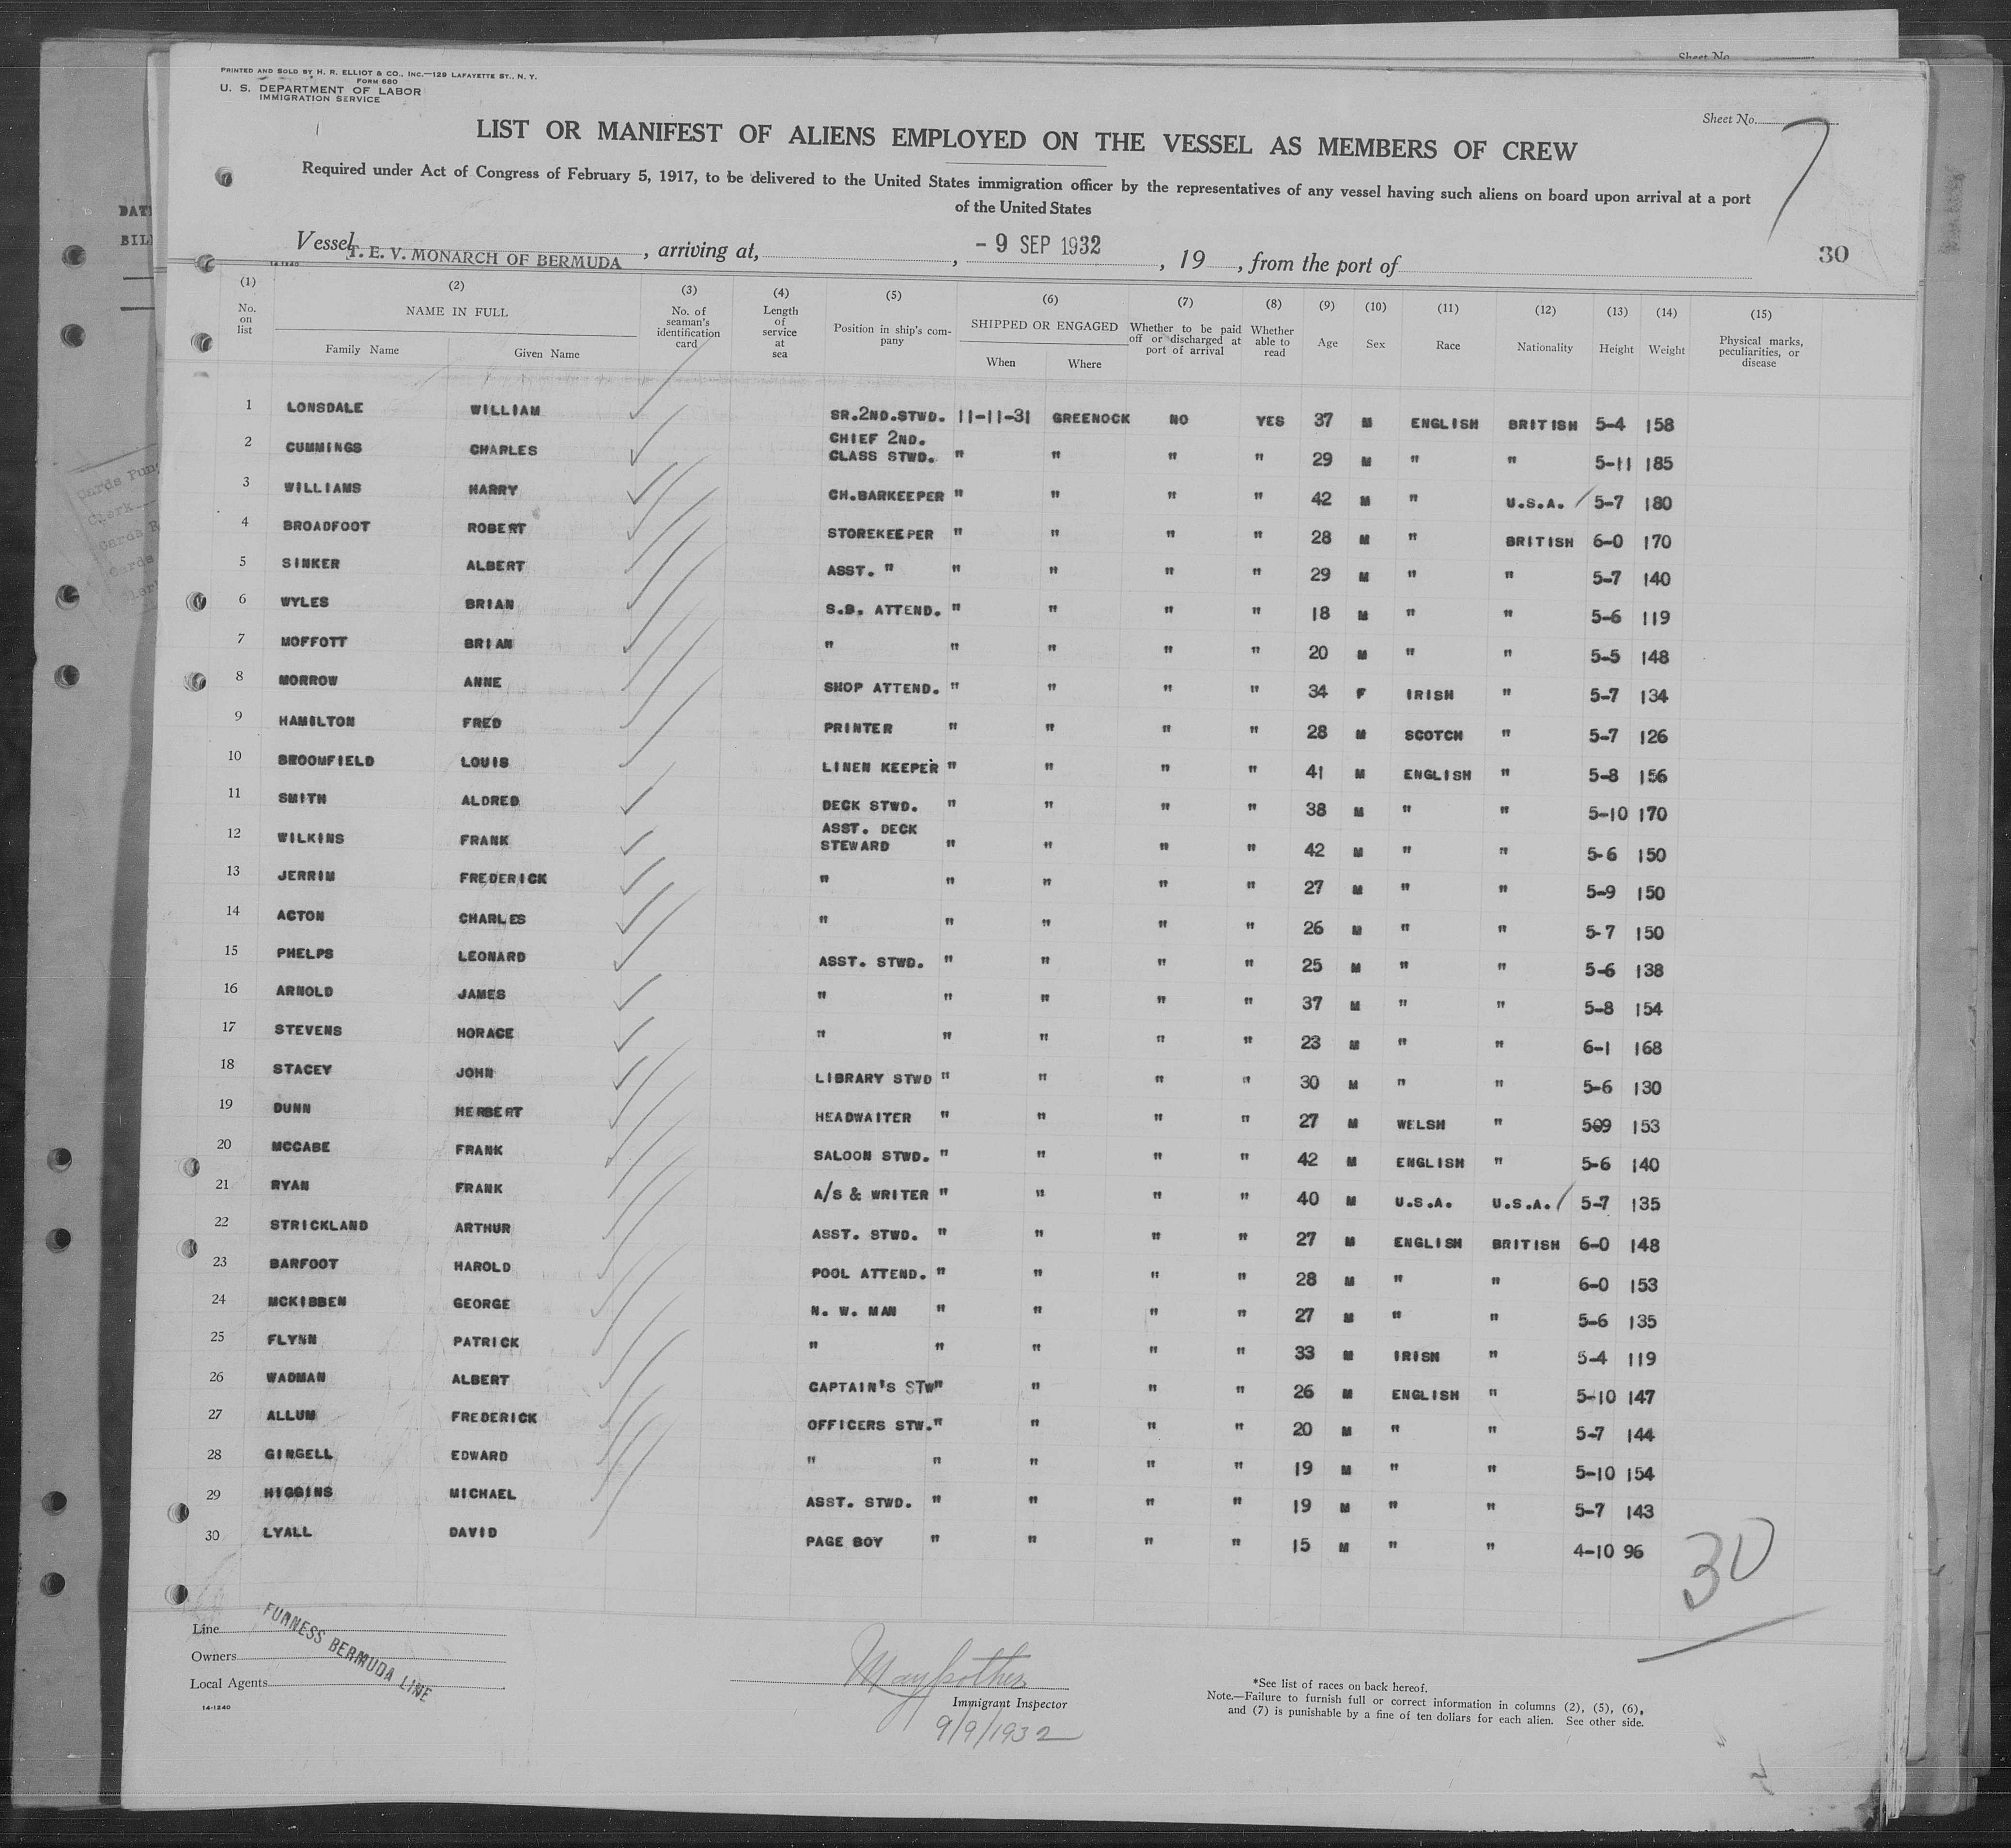 Sheet No.
PRINTED AND SOLD BY H. R. ELLIOT & CO., INC.—129 LAFAYETTE ST., N. Y.
FORM 680
U. S. DEPARTMENT OF LABOR
IMMIGRATION SERVICE
Sheet No. 7
LIST OR MANIFEST OF ALIENS EMPLOYED ON THE VESSEL AS MEMBERS OF CREW
Required under Act of Congress of February 5, 1917, to be delivered to the United States immigration officer by the representatives of any vessel having such aliens on board upon arrival at a port
of the United States
DAT
BIL
Vessel T. E. V. MONARCH OF BERMUDA, arriving at, , - 9 SEP 1932, 19 , from the port of 30
14-1240
(1) (2) (3) (4) (5) (6) (7) (8) (9) (10) (11) (12) (13) (14) (15)
No. on list NAME IN FULL Family Name Given Name No. of seaman's identification card Length of service at sea Position in ship's company SHIPPED OR ENGAGED When Where Whether to be paid off or discharged at port of arrival Whether able to read Age Sex Race Nationality Height Weight Physical marks, peculiarities, or disease
1 LONSDALE WILLIAM SR.2ND.STWD. 11-11-31 GREENOCK NO YES 37 M ENGLISH BRITISH 5-4 158
2 CUMMINGS CHARLES CHIEF 2ND. CLASS STWD. " " " " 29 M " " 5-11 185
3 WILLIAMS HARRY CH.BARKEEPER " " " " 42 M " U.S.A. 5-7 180
4 BROADFOOT ROBERT STOREKEEPER " " " " 28 M " BRITISH 6-0 170
5 SINKER ALBERT ASST. " " " " " 29 M " " 5-7 140
6 WYLES BRIAN S.B. ATTEND. " " " " 18 M " " 5-6 119
7 MOFFOTT BRIAN " " " " " 20 M " " 5-5 148
8 MORROW ANNE SHOP ATTEND. " " " " 34 F IRISH " 5-7 134
9 HAMILTON FRED PRINTER " " " " 28 M SCOTCH " 5-7 126
10 BROOMFIELD LOUIS LINEN KEEPER " " " " 41 M ENGLISH " 5-8 156
11 SMITH ALDRED DECK STWD. " " " " 38 M " " 5-10 170
12 WILKINS FRANK ASST. DECK STEWARD " " " " 42 M " " 5-6 150
13 JERRIM FREDERICK " " " " " 27 M " " 5-9 150
14 ACTON CHARLES " " " " " 26 M " " 5-7 150
15 PHELPS LEONARD ASST. STWD. " " " " 25 M " " 5-6 138
16 ARNOLD JAMES " " " " " 37 M " " 5-8 154
17 STEVENS HORACE " " " " " 23 M " " 6-1 168
18 STACEY JOHN LIBRARY STWD " " " " 30 M " " 5-6 130
19 DUNN HERBERT HEADWAITER " " " " 27 M WELSH " 509 153
20 MCCABE FRANK SALOON STWD. " " " " 42 M ENGLISH " 5-6 140
21 RYAN FRANK A/S & WRITER " " " " 40 M U.S.A. U.S.A. 5-7 135
22 STRICKLAND ARTHUR ASST. STWD. " " " " 27 M ENGLISH BRITISH 6-0 148
23 BARFOOT HAROLD POOL ATTEND. " " " " 28 M " " 6-0 153
24 MCKIBBEN GEORGE N. W. MAN " " " " 27 M " " 5-6 135
25 FLYNN PATRICK " " " " " 33 M IRISH " 5-4 119
26 WADMAN ALBERT CAPTAIN'S STW" " " " 26 M ENGLISH " 5-10 147
27 ALLUM FREDERICK OFFICERS STW." " " " 20 M " " 5-7 144
28 GINGELL EDWARD " " " " " 19 M " " 5-10 154
29 HIGGINS MICHAEL ASST. STWD. " " " " 19 M " " 5-7 143
30 LYALL DAVID PAGE BOY " " " " 15 M " " 4-10 96
30
Line
Owners
Local Agents
FURNESS BERMUDA LINE
14-1240
Immigrant Inspector
9/9/1932
*See list of races on back hereof.
Note.—Failure to furnish full or correct information in columns (2), (5), (6),
and (7) is punishable by a fine of ten dollars for each alien. See other side.